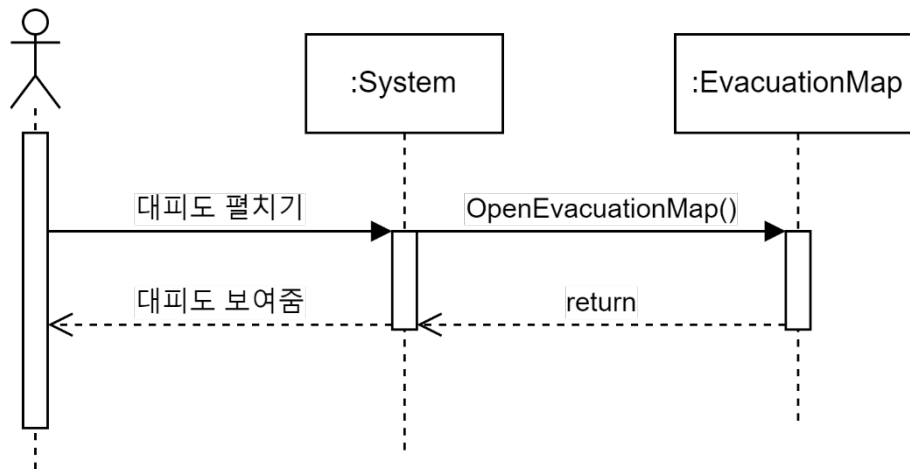 :System
:EvacuationMap
대피도 펼치기
OpenEvacuationMap()
대피도 보여줌
return